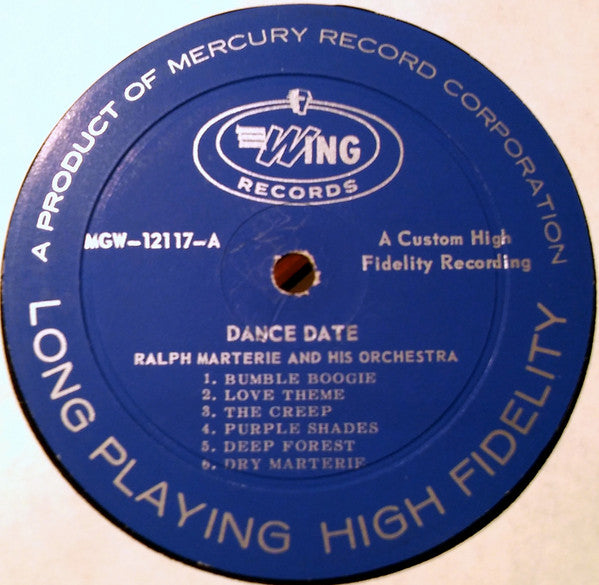 A PRODUCT OF MERCURY RECORD CORPORATION
WING
RECORDS
MGW-12117-A
A Custom High
Fidelity Recording
DANCE DATE
RALPH MARTERIE AND HIS ORCHESTRA
1. BUMBLE BOOGIE
2. LOVE THEME
3. THE CREEP
4. PURPLE SHADES
5. DEEP FOREST
6. DRY MARTERIE
LONG PLAYING HIGH FIDELITY